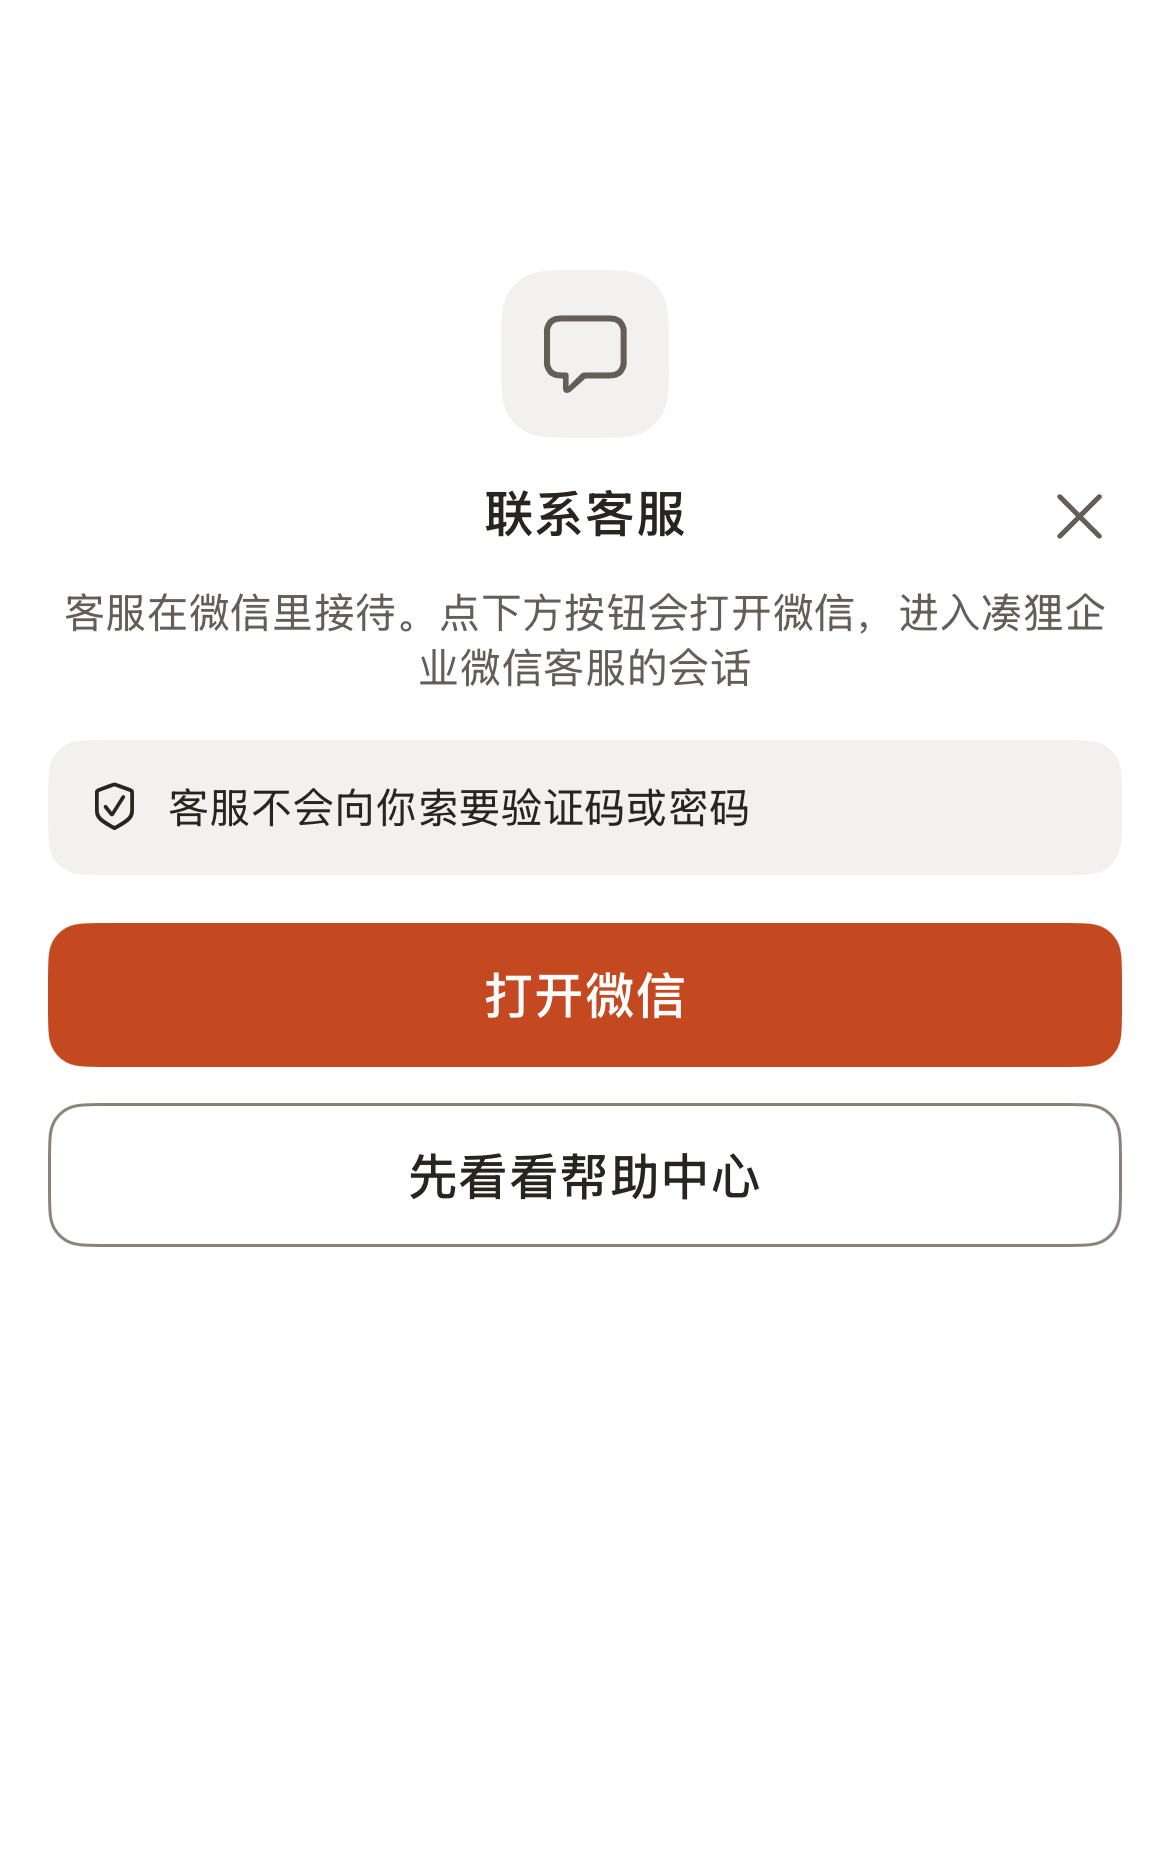 联系客服
客服在微信里接待。点下方按钮会打开微信，进入凑狸企
业微信客服的会话
客服不会向你索要验证码或密码
打开微信
先看看帮助中心